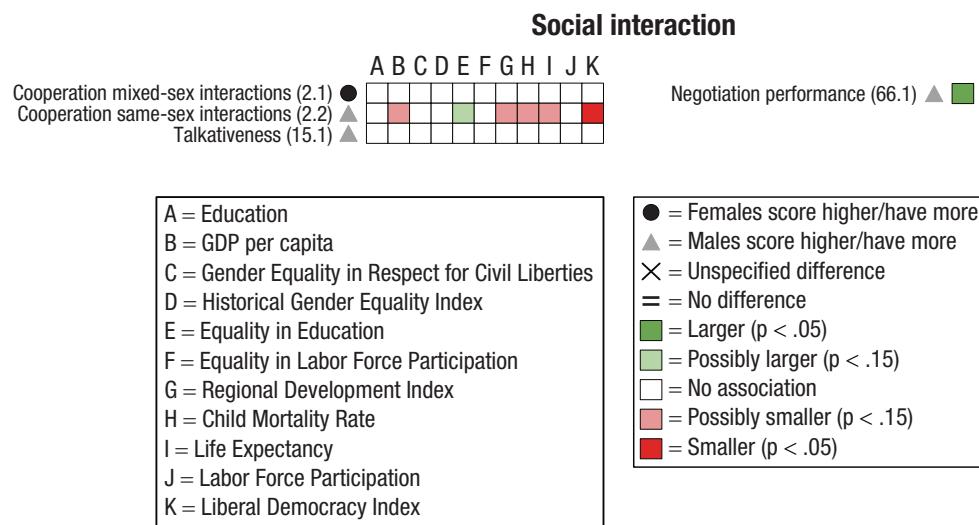 Social interaction
A B C D E F G H I J K
Cooperation mixed-sex interactions (2.1)
Cooperation same-sex interactions (2.2)
Talkativeness (15.1)
Negotiation performance (66.1)
A = Education
B = GDP per capita
C = Gender Equality in Respect for Civil Liberties
D = Historical Gender Equality Index
E = Equality in Education
F = Equality in Labor Force Participation
G = Regional Development Index
H = Child Mortality Rate
I = Life Expectancy
J = Labor Force Participation
K = Liberal Democracy Index
= Females score higher/have more
= Males score higher/have more
= Unspecified difference
= No difference
= Larger (p < .05)
= Possibly larger (p < .15)
= No association
= Possibly smaller (p < .15)
= Smaller (p < .05)